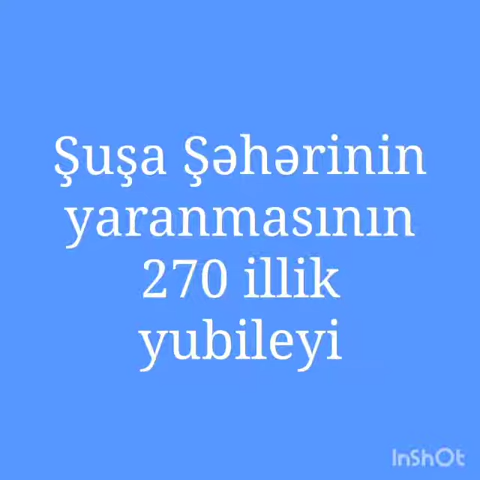 Şuşa Şəhərinin
yaranmasının
270 illik
yubileyi
InShOt